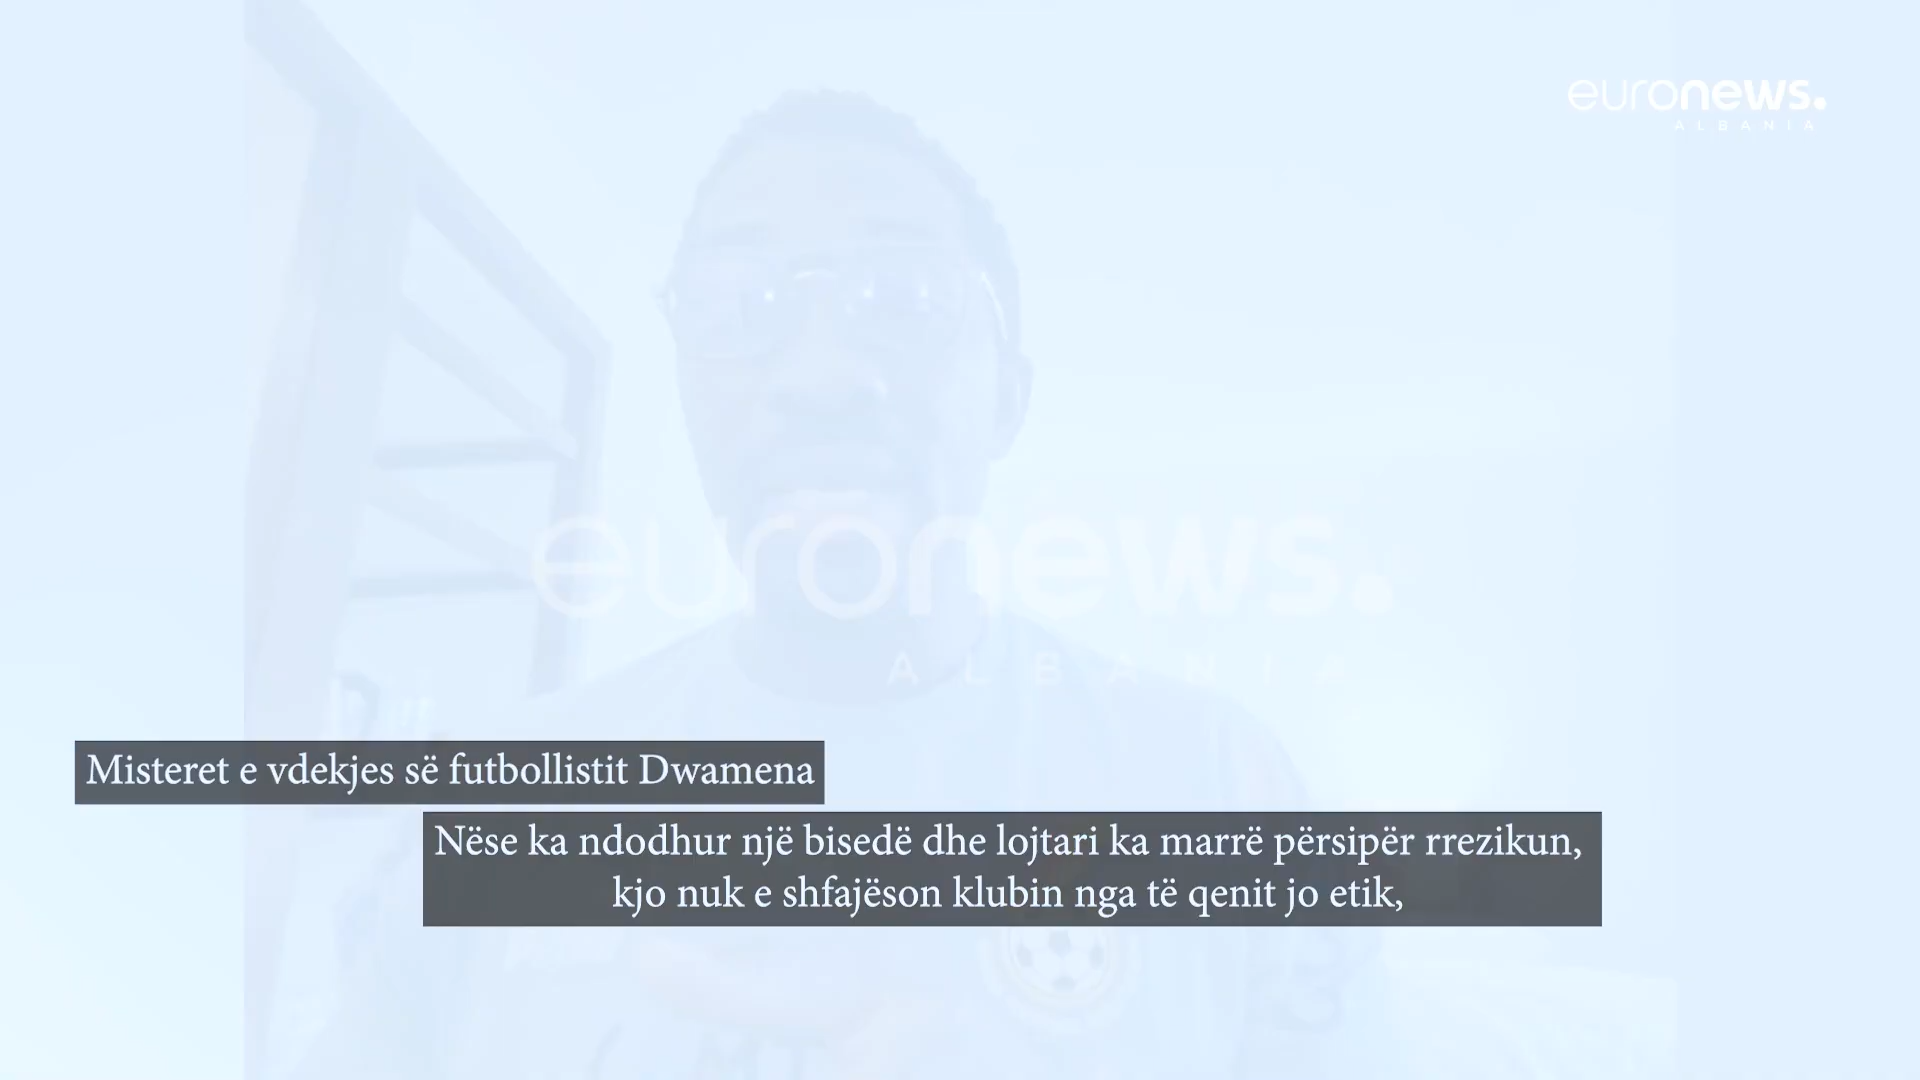 euronews.
ALBANIA
euronews.
ALBANIA
Misteret e vdekjes së futbollistit Dwamena
Nëse ka ndodhur një bisedë dhe lojtari ka marrë përsipër rrezikun,
kjo nuk e shfajëson klubin nga të qenit jo etik,